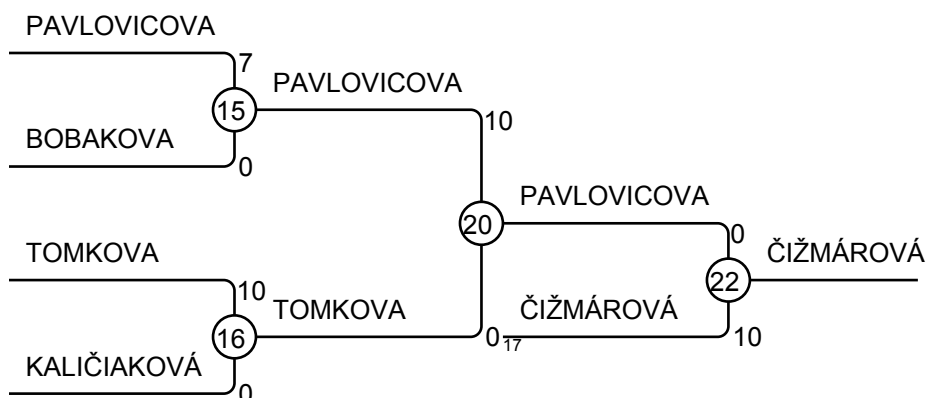 PAVLOVICOVA
7
15
PAVLOVICOVA
10
BOBAKOVA
0
20
PAVLOVICOVA
0
TOMKOVA
10
22
ČIŽMÁROVÁ
16
TOMKOVA
0
17
ČIŽMÁROVÁ
10
KALIČIAKOVÁ
0